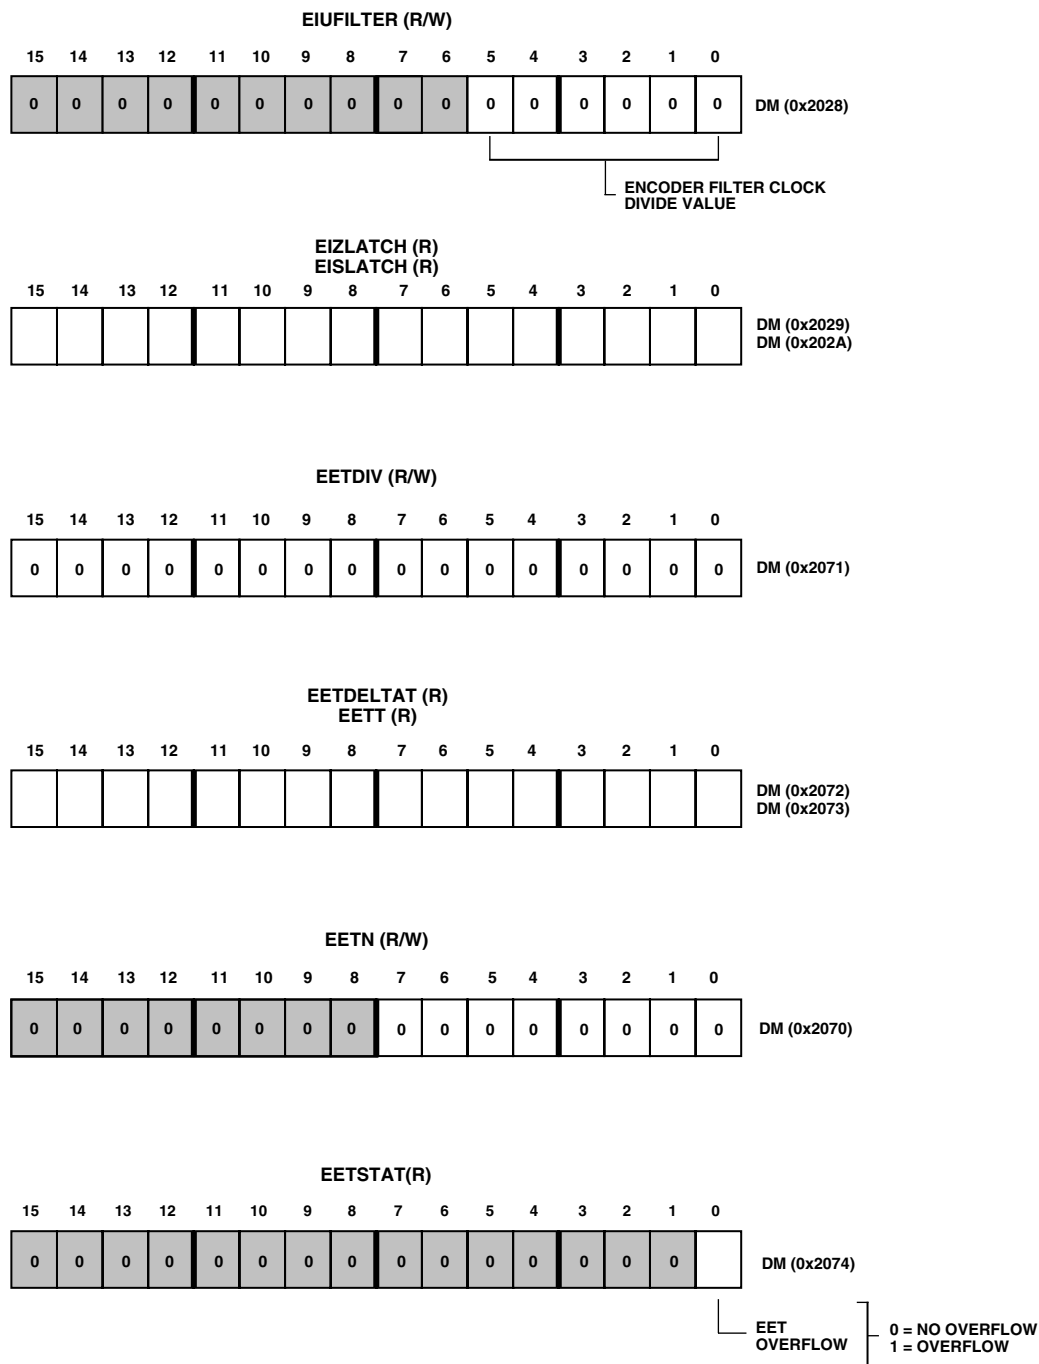 EIUFILTER (R/W)
15 14 13 12 11 10 9 8 7 6 5 4 3 2 1 0
0 0 0 0 0 0 0 0 0 0 0 0 0 0 0 0 DM (0x2028)
ENCODER FILTER CLOCK
DIVIDE VALUE
EIZLATCH (R)
EISLATCH (R)
15 14 13 12 11 10 9 8 7 6 5 4 3 2 1 0
DM (0x2029)
DM (0x202A)
EETDIV (R/W)
15 14 13 12 11 10 9 8 7 6 5 4 3 2 1 0
0 0 0 0 0 0 0 0 0 0 0 0 0 0 0 0 DM (0x2071)
EETDELTAT (R)
EETT (R)
15 14 13 12 11 10 9 8 7 6 5 4 3 2 1 0
DM (0x2072)
DM (0x2073)
EETN (R/W)
15 14 13 12 11 10 9 8 7 6 5 4 3 2 1 0
0 0 0 0 0 0 0 0 0 0 0 0 0 0 0 0 DM (0x2070)
EETSTAT(R)
15 14 13 12 11 10 9 8 7 6 5 4 3 2 1 0
0 0 0 0 0 0 0 0 0 0 0 0 0 0 0 DM (0x2074)
EET 0 = NO OVERFLOW
OVERFLOW 1 = OVERFLOW